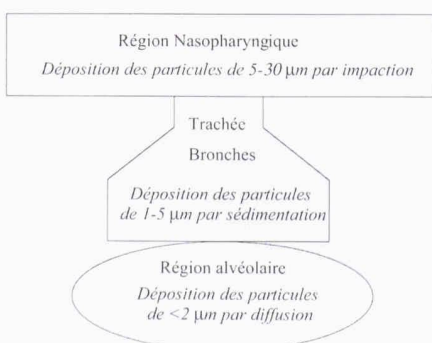 Région Nasopharyngique
Déposition des particules de 5-30 µm par impaction
Trachée
Bronches
Déposition des particules
de 1-5 µm par sédimentation
Région alvéolaire
Déposition des particules
de <2 µm par diffusion